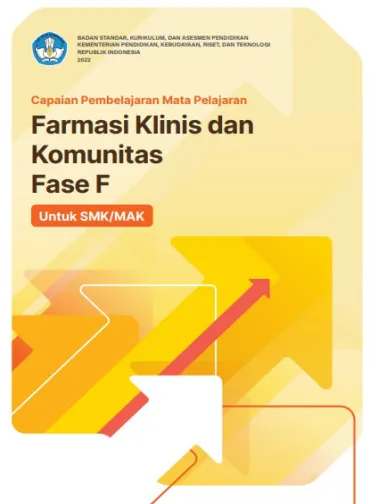 BADAN STANDAR, KURIKULUM, DAN ASESMEN PENDIDIKAN
KEMENTERIAN PENDIDIKAN, KEBUDAYAAN, RISET, DAN TEKNOLOGI
REPUBLIK INDONESIA
2022
Capaian Pembelajaran Mata Pelajaran
Farmasi Klinis dan
Komunitas
Fase F
Untuk SMK/MAK